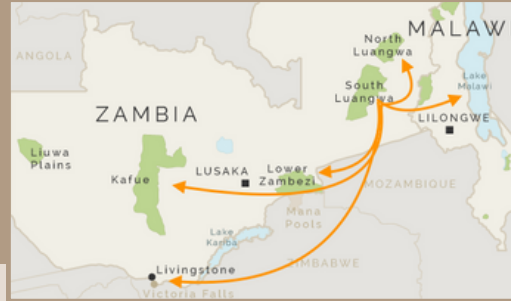 ANGOLA
North
Luangwa
MALAW
South
Luangwa
Lake
Malawi
ZAMBIA
LILONGWE
Liuwa
Plains
Kafue
LUSAKA
Lower
Zambezi
MOZAMBIQUE
Mana
Pools
Lake
Kariba
ZIMBABWE
Livingstone
Victoria Falls